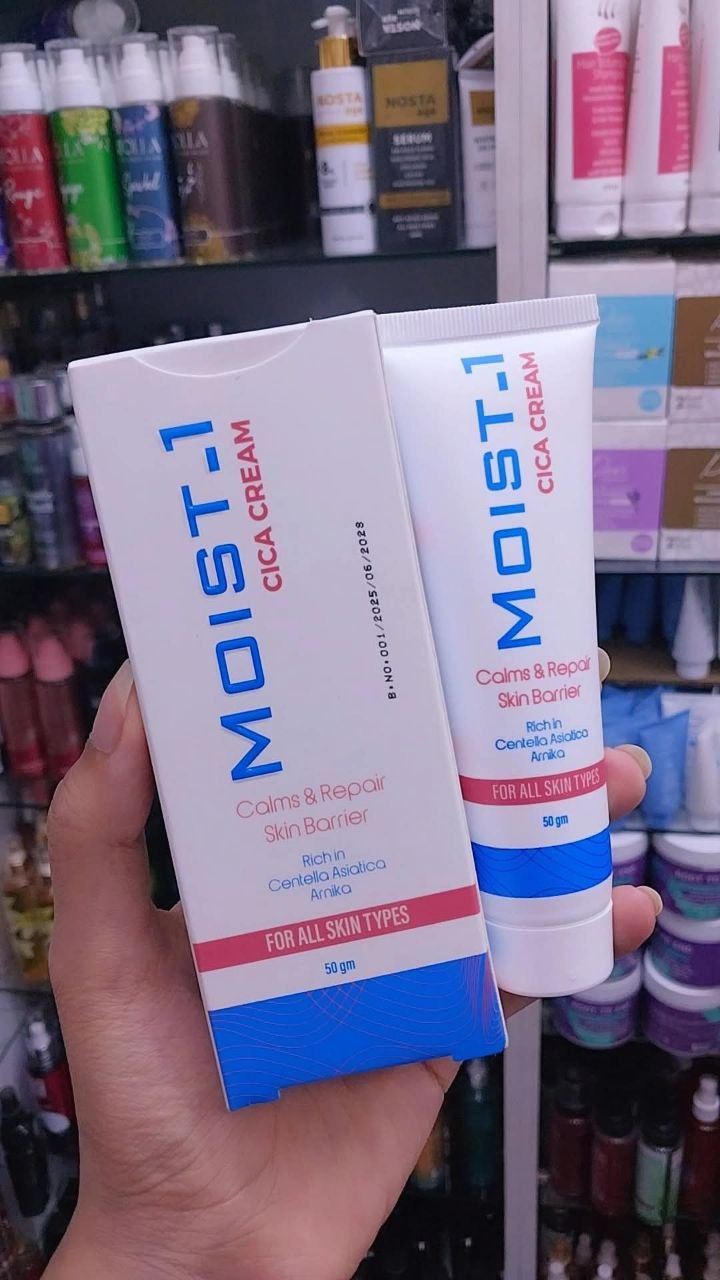 MOIST-1
CICA CREAM
B.NO.001/2025/06/2028
Calms & Repair
Skin Barrier
Rich in
Centella Asiatica
Arnika
FOR ALL SKIN TYPES
50 gm
MOIST-1
CICA CREAM
Calms & Repair
Skin Barrier
Rich in
Centella Asiatica
Arnika
FOR ALL SKIN TYPES
50 gm
NOSTA
NOSTA
SERUM
Rouge